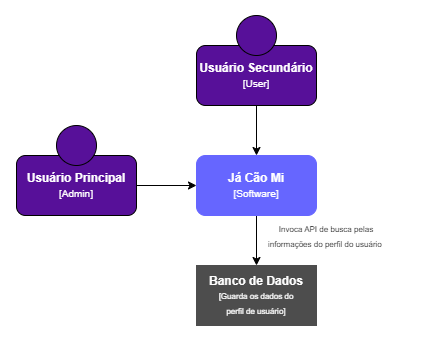 Usuário Secundário
[User]
Usuário Principal
[Admin]
Já Cão Mi
[Software]
Invoca API de busca pelas
informações do perfil do usuário
Banco de Dados
[Guarda os dados do
perfil de usuário]